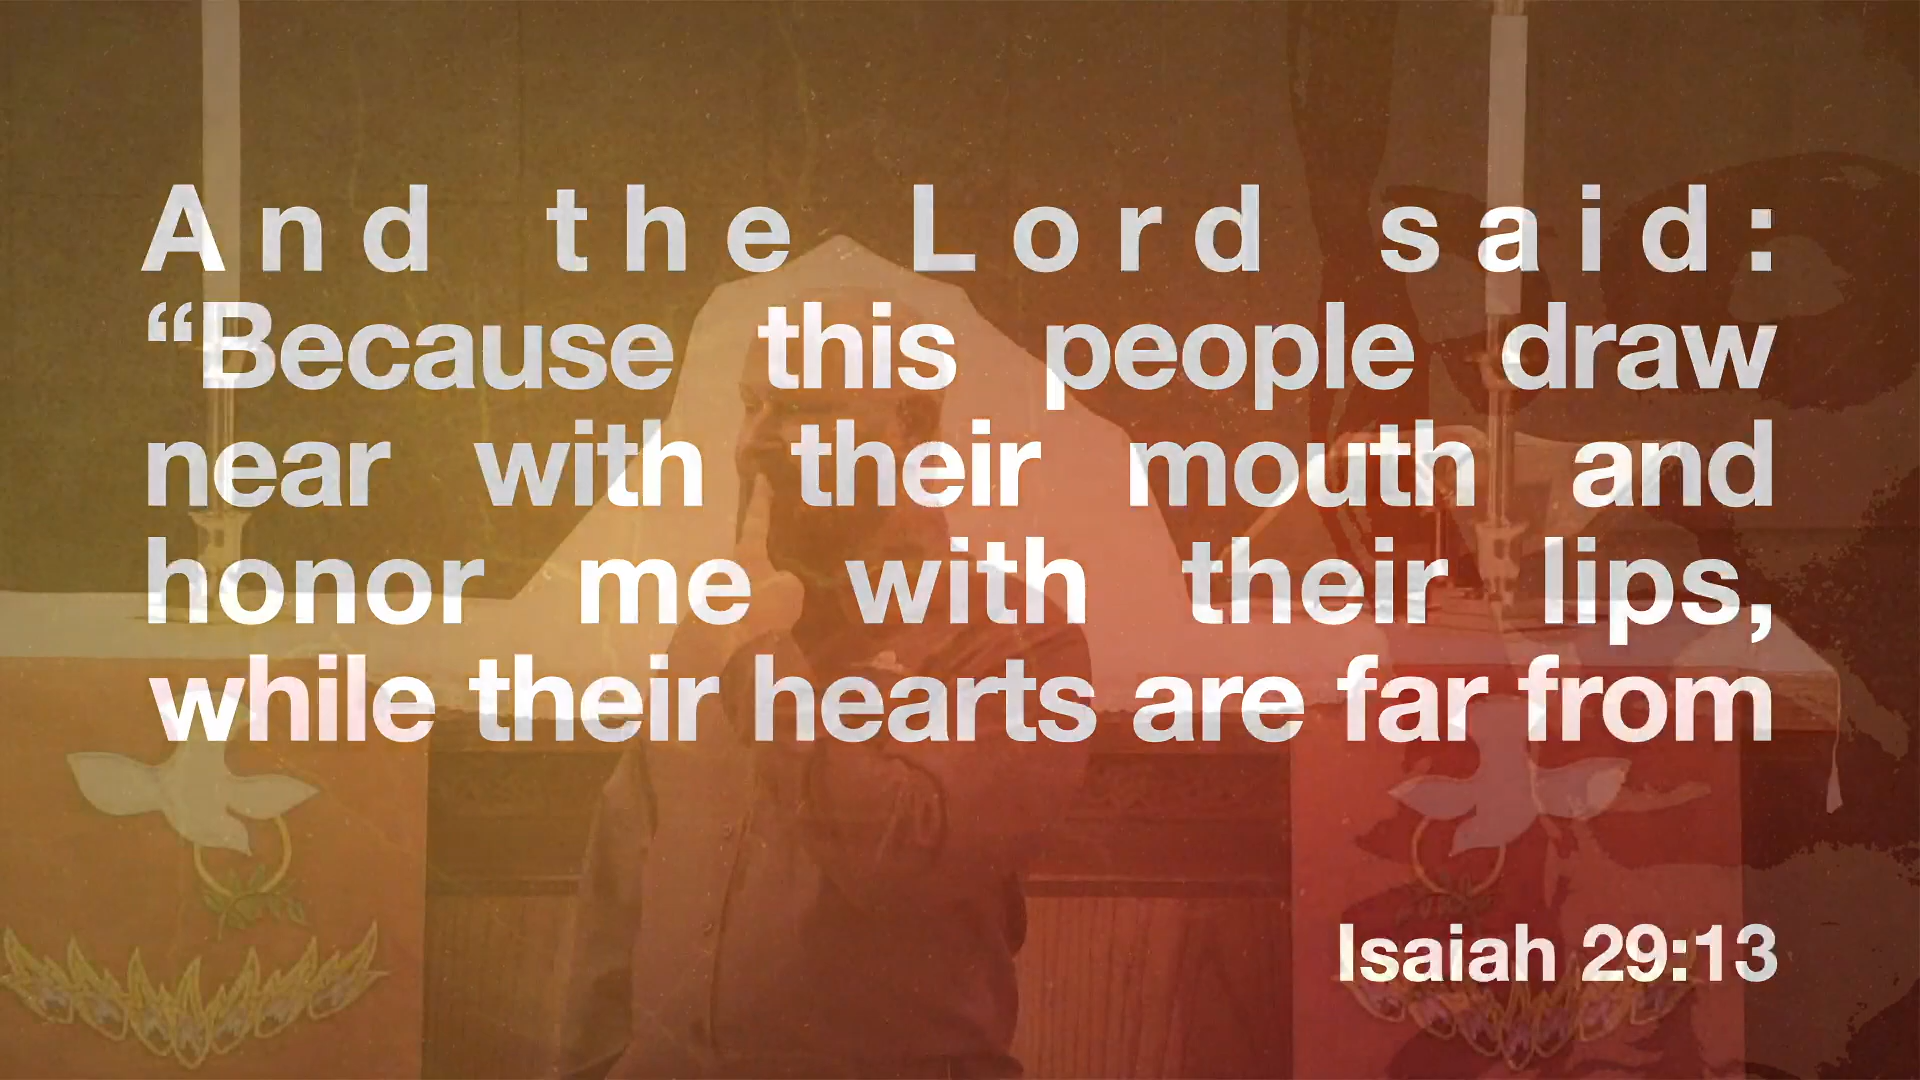 And the Lord said:
“Because this people draw
near with their mouth and
honor me with their lips,
while their hearts are far from
Isaiah 29:13